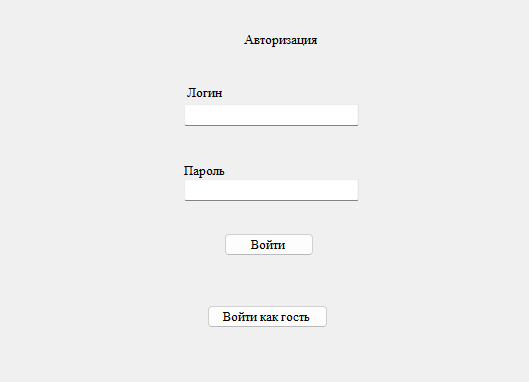 Авторизация
Логин
Пароль
Войти
Войти как гость